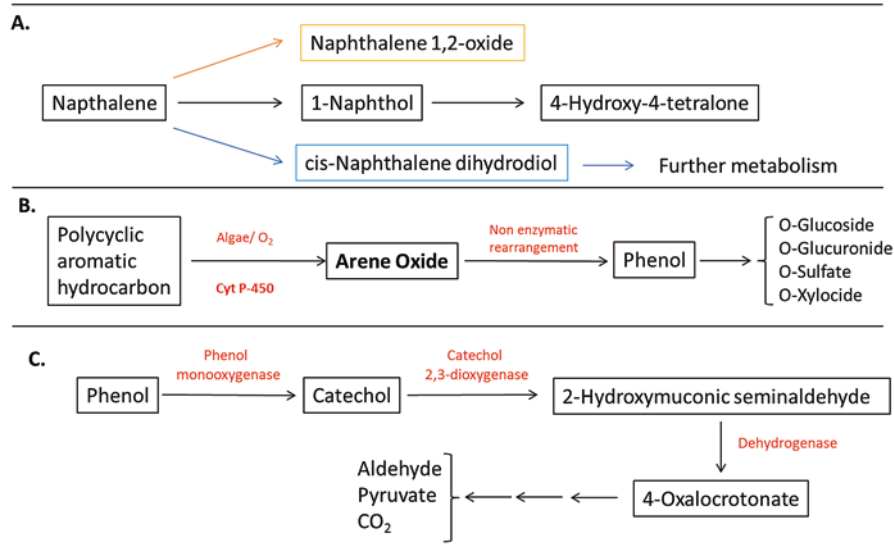 A.
Naphthalene 1,2-oxide
Napthalene
1-Naphthol
4-Hydroxy-4-tetralone
cis-Naphthalene dihydrodiol
Further metabolism
B.
Polycyclic
aromatic
hydrocarbon
Algae/ O₂
Cyt P-450
Arene Oxide
Non enzymatic
rearrangement
Phenol
O-Glucoside
O-Glucuronide
O-Sulfate
O-Xylocide
C.
Phenol
Phenol
monooxygenase
Catechol
Catechol
2,3-dioxygenase
2-Hydroxymuconic seminaldehyde
Dehydrogenase
4-Oxalocrotonate
Aldehyde
Pyruvate
CO₂